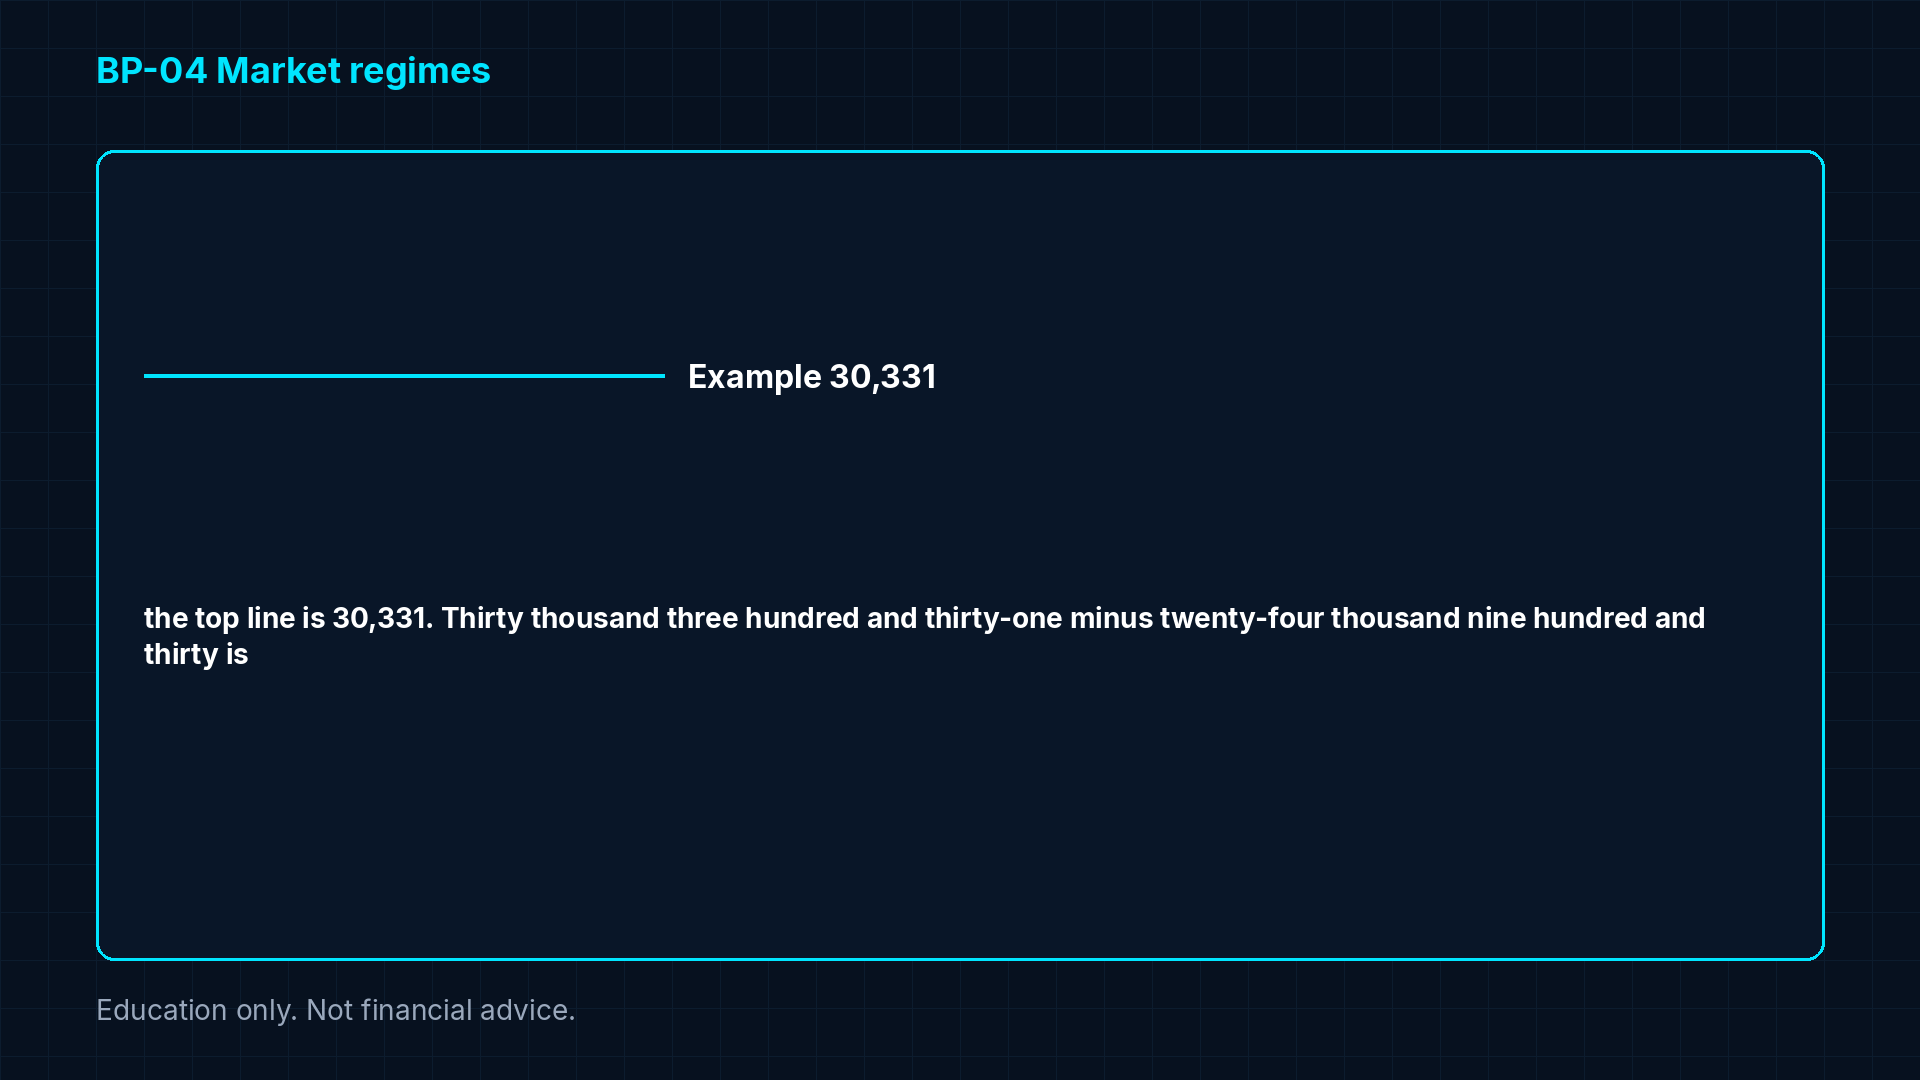 BP-04 Market regimes
Example 30,331
the top line is 30,331. Thirty thousand three hundred and thirty-one minus twenty-four thousand nine hundred and
thirty is
Education only. Not financial advice.